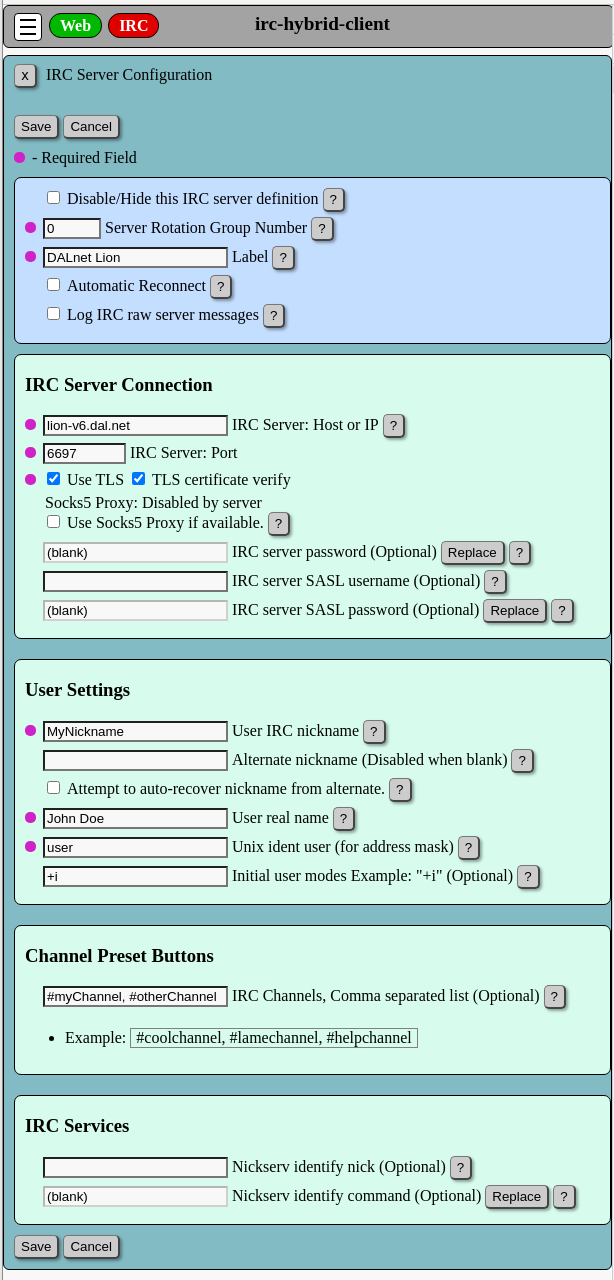 Web IRC irc-hybrid-client
x IRC Server Configuration
Save Cancel
- Required Field
Disable/Hide this IRC server definition ?
0 Server Rotation Group Number ?
DALnet Lion Label ?
Automatic Reconnect ?
Log IRC raw server messages ?
IRC Server Connection
lion-v6.dal.net IRC Server: Host or IP ?
6697 IRC Server: Port
Use TLS TLS certificate verify
Socks5 Proxy: Disabled by server
Use Socks5 Proxy if available. ?
(blank) IRC server password (Optional) Replace ?
IRC server SASL username (Optional) ?
(blank) IRC server SASL password (Optional) Replace ?
User Settings
MyNickname User IRC nickname ?
Alternate nickname (Disabled when blank) ?
Attempt to auto-recover nickname from alternate. ?
John Doe User real name ?
user Unix ident user (for address mask) ?
+i Initial user modes Example: "+i" (Optional) ?
Channel Preset Buttons
#myChannel, #otherChannel IRC Channels, Comma separated list (Optional) ?
• Example: #coolchannel, #lamechannel, #helpchannel
IRC Services
Nickserv identify nick (Optional) ?
(blank) Nickserv identify command (Optional) Replace ?
Save Cancel